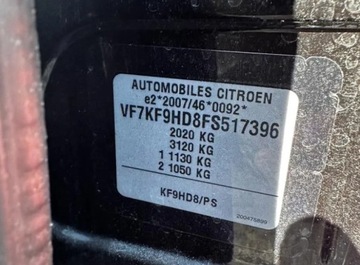 AUTOMOBILES CITROEN
e2*2007/46*0092*
VF7KF9HD8FS517396
2020 KG
3120 KG
1 1130 KG
2 1050 KG
KF9HD8/PS